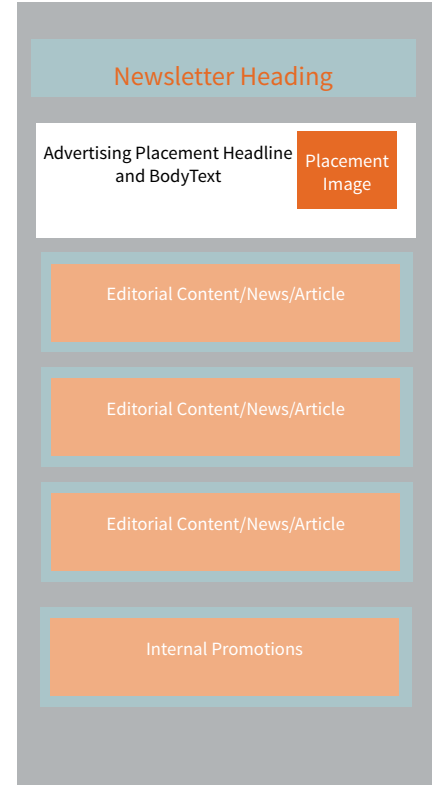 Newsletter Heading
Advertising Placement Headline
and BodyText
Placement
Image
Editorial Content/News/Article
Editorial Content/News/Article
Editorial Content/News/Article
Internal Promotions